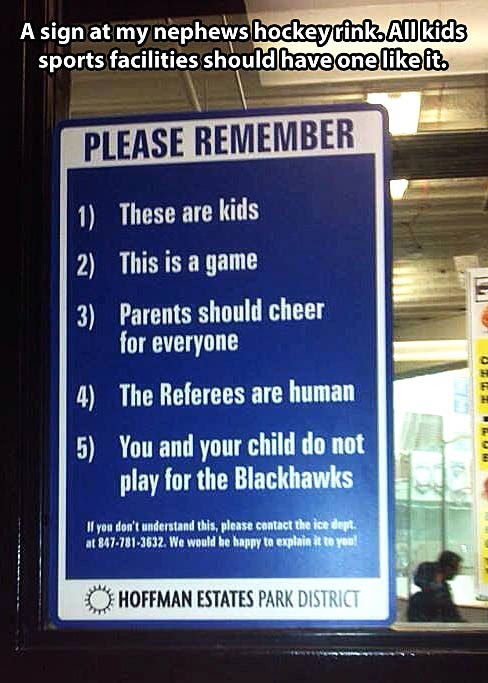 A sign at my nephews hockey rink. All kids
sports facilities should have one like it.
PLEASE REMEMBER
1) These are kids
2) This is a game
3) Parents should cheer
for everyone
4) The Referees are human
5) You and your child do not
play for the Blackhawks
If you don't understand this, please contact the ice dept.
at 847-781-3632. We would be happy to explain it to you!
HOFFMAN ESTATES PARK DISTRICT